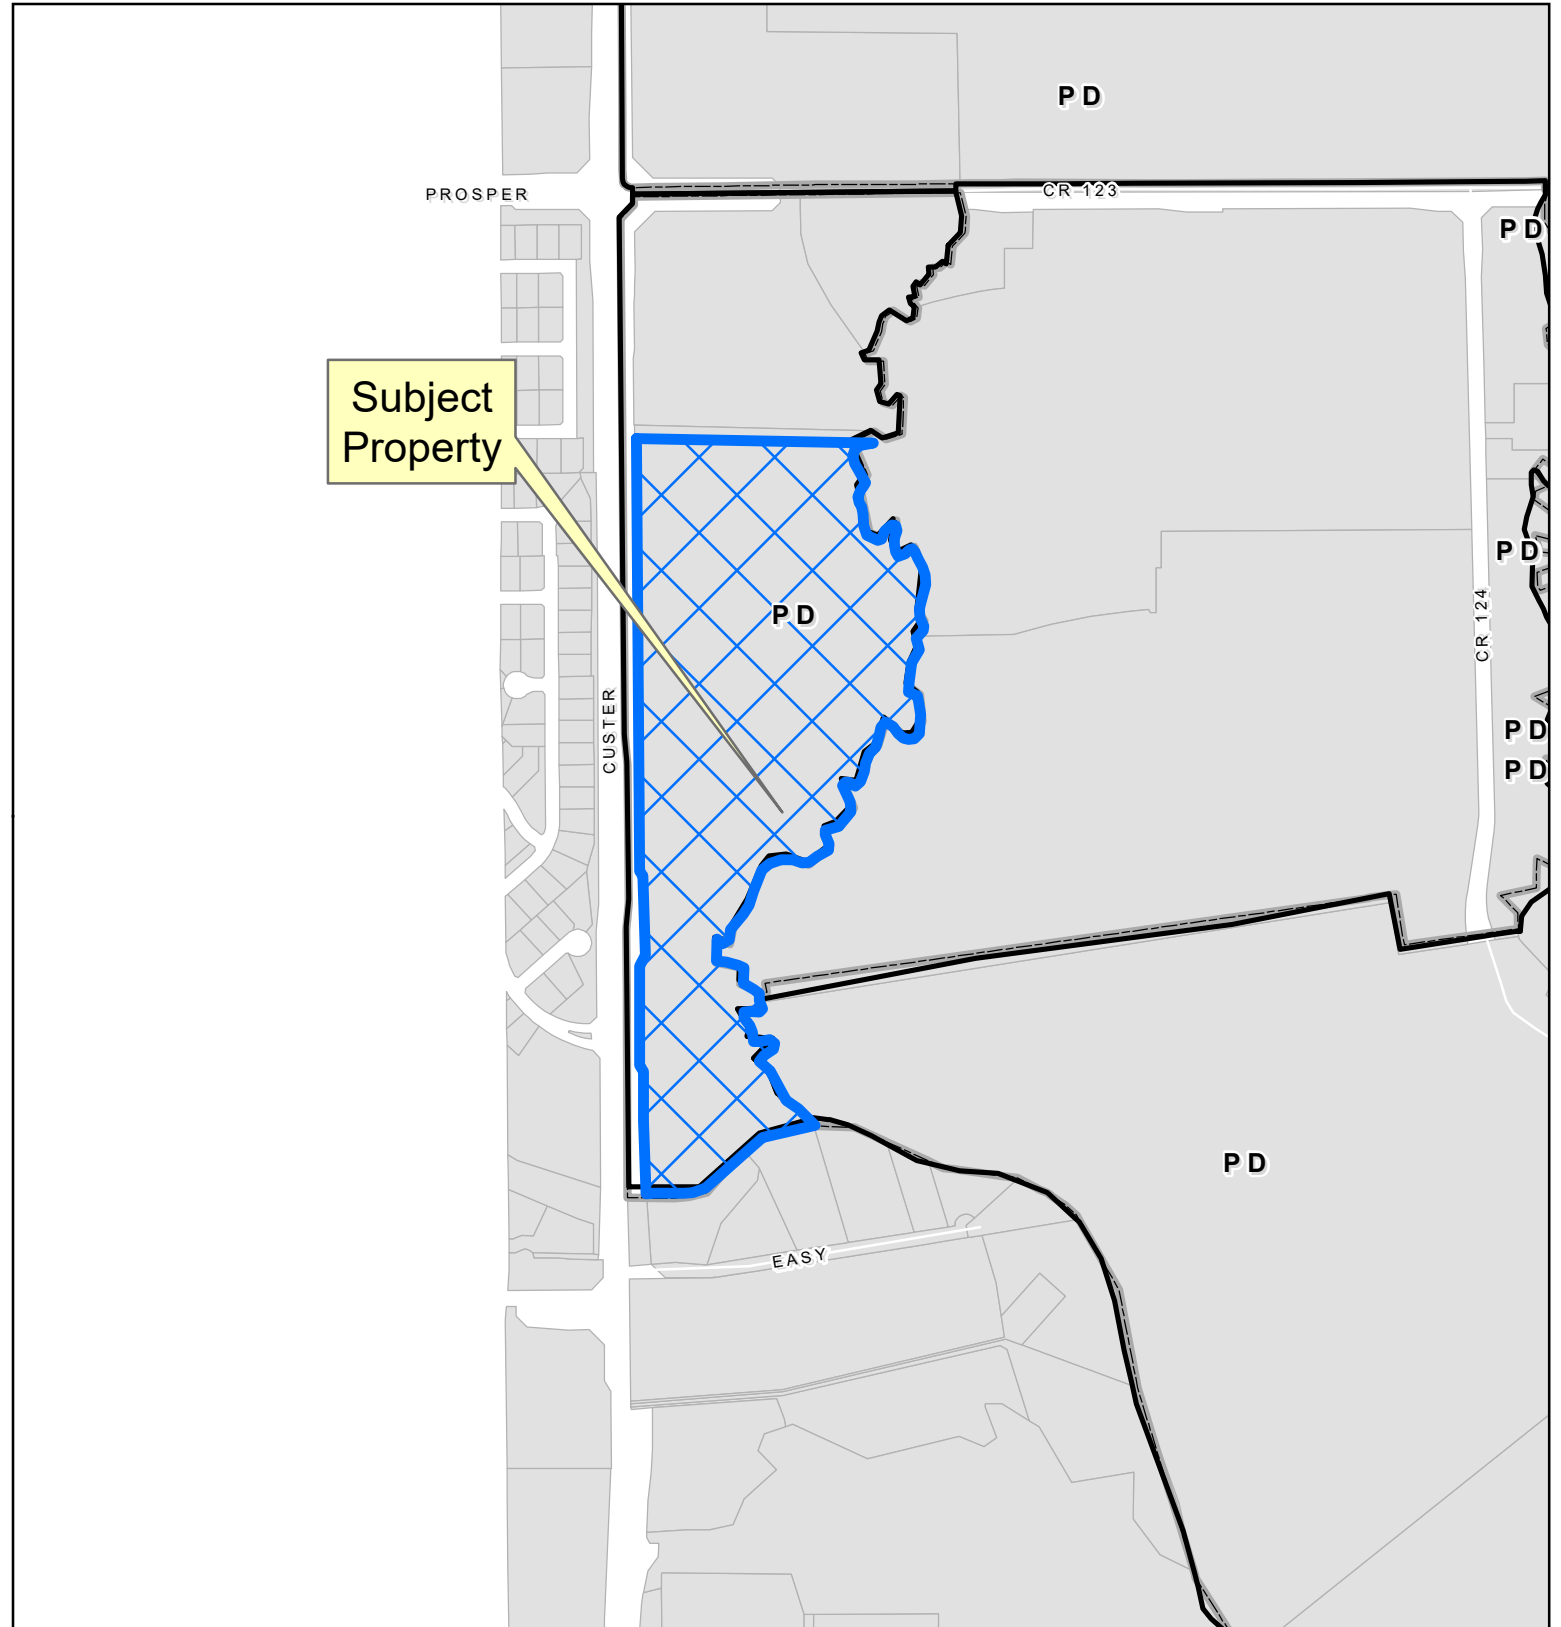 PD
PROSPER
CR 123
PD
Subject
Property
PD
PD
CR 124
CUSTER
PD
PD
PD
EASY